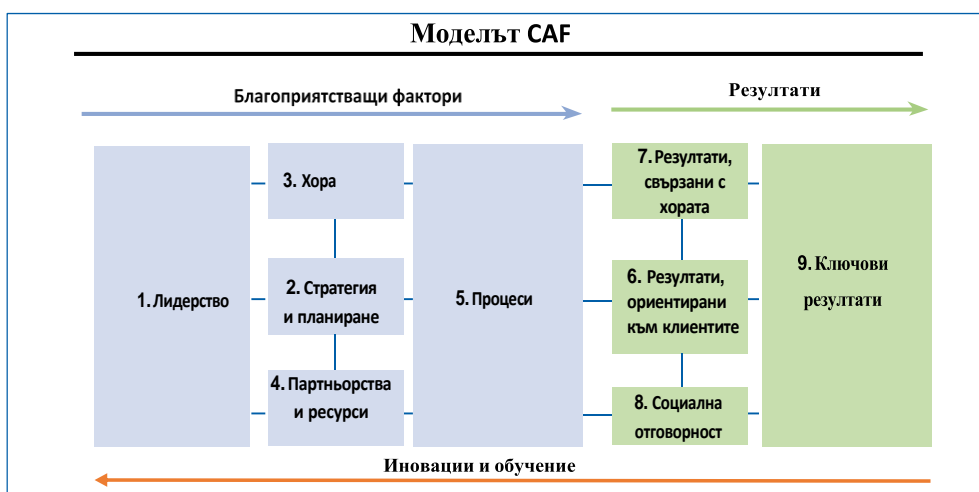 Моделът CAF
Благоприятстващи фактори
Резултати
1. Лидерство
3. Хора
2. Стратегия
и планиране
4. Партньорства
и ресурси
5. Процеси
7. Резултати,
свързани с
хората
6. Резултати,
ориентирани
към клиентите
8. Социална
отговорност
9. Ключови
резултати
Иновации и обучение